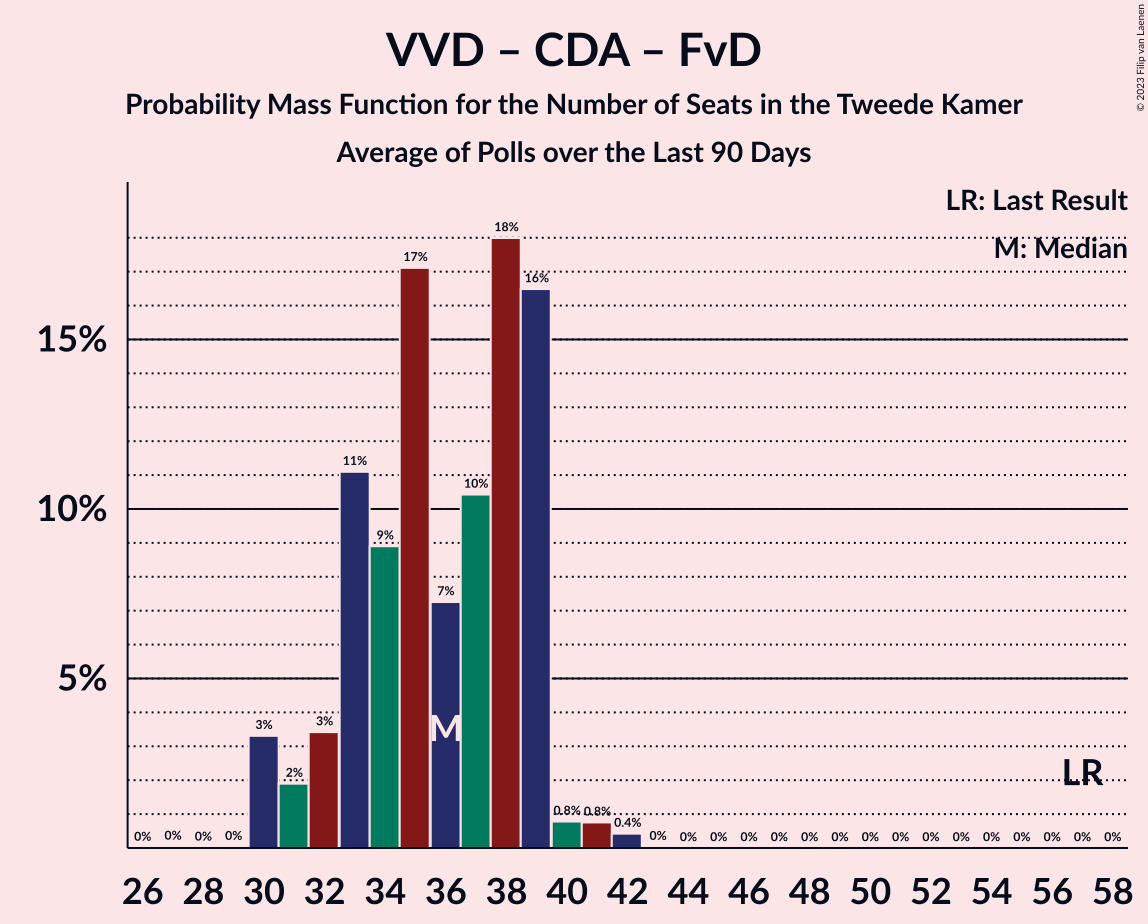 VVD – CDA – FvD
Probability Mass Function for the Number of Seats in the Tweede Kamer
Average of Polls over the Last 90 Days
© 2023 Filip van Laenen
LR: Last Result
M: Median
15%
10%
5%
0% 0% 0% 0% 3% 2% 3% 11% 9% 17% 7% 10% 18% 16% 0.8% 0.8% 0.4% 0% 0% 0% 0% 0% 0% 0% 0% 0% 0% 0% 0% 0% 0% 0% 0%
M
LR
26 28 30 32 34 36 38 40 42 44 46 48 50 52 54 56 58